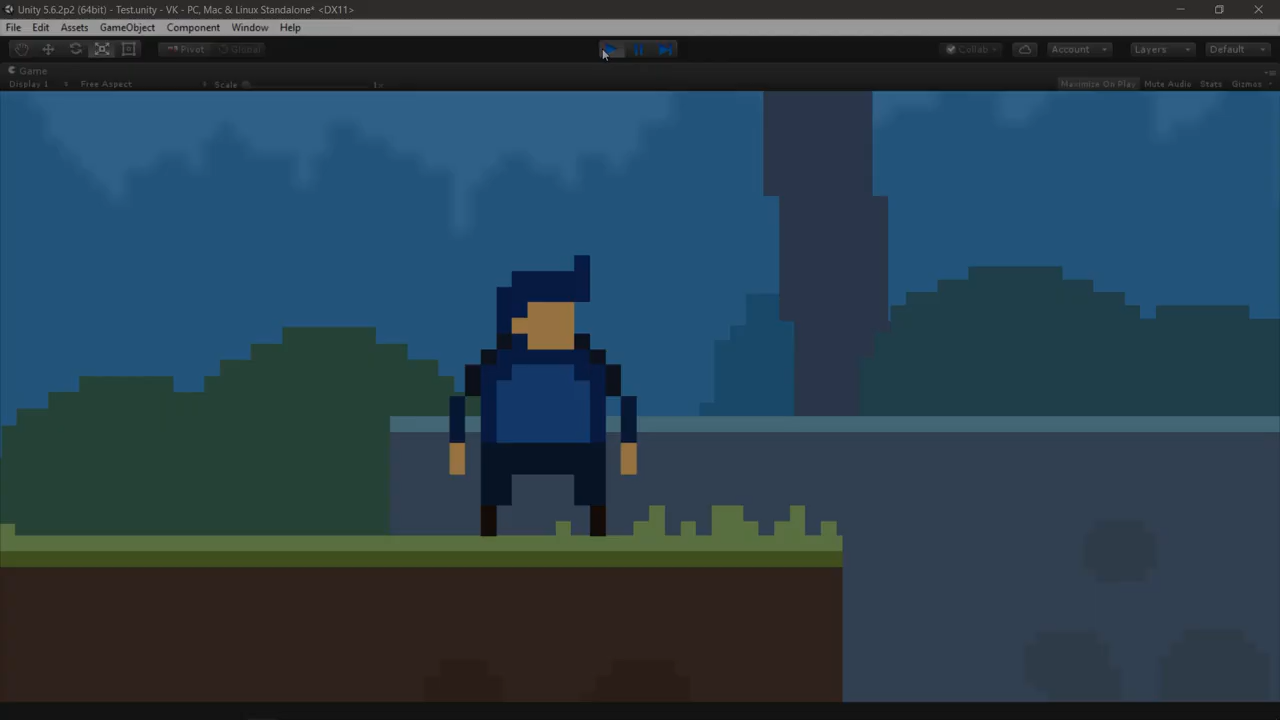 Unity 5.6.2p2 (64bit) - Test.unity - VK - PC, Mac & Linux Standalone* <DX11>
File Edit Assets GameObject Component Window Help
Pivot Global Collab Account Layers Default
Game
Display 1 Free Aspect Scale 1x Maximize On Play Mute Audio Stats Gizmos